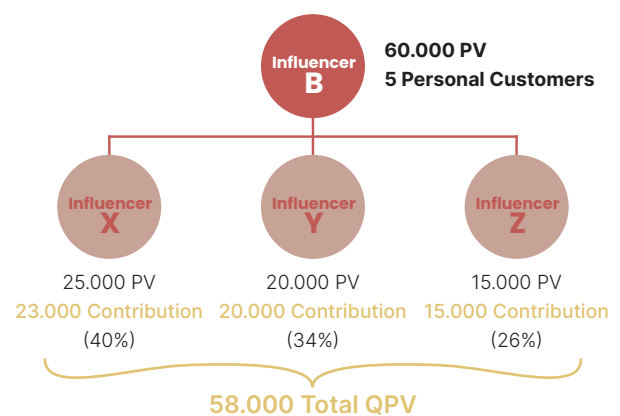 Influencer
B
60.000 PV
5 Personal Customers
Influencer
X
Influencer
Y
Influencer
Z
25.000 PV
20.000 PV
15.000 PV
23.000 Contribution
20.000 Contribution
15.000 Contribution
(40%)
(34%)
(26%)
58.000 Total QPV